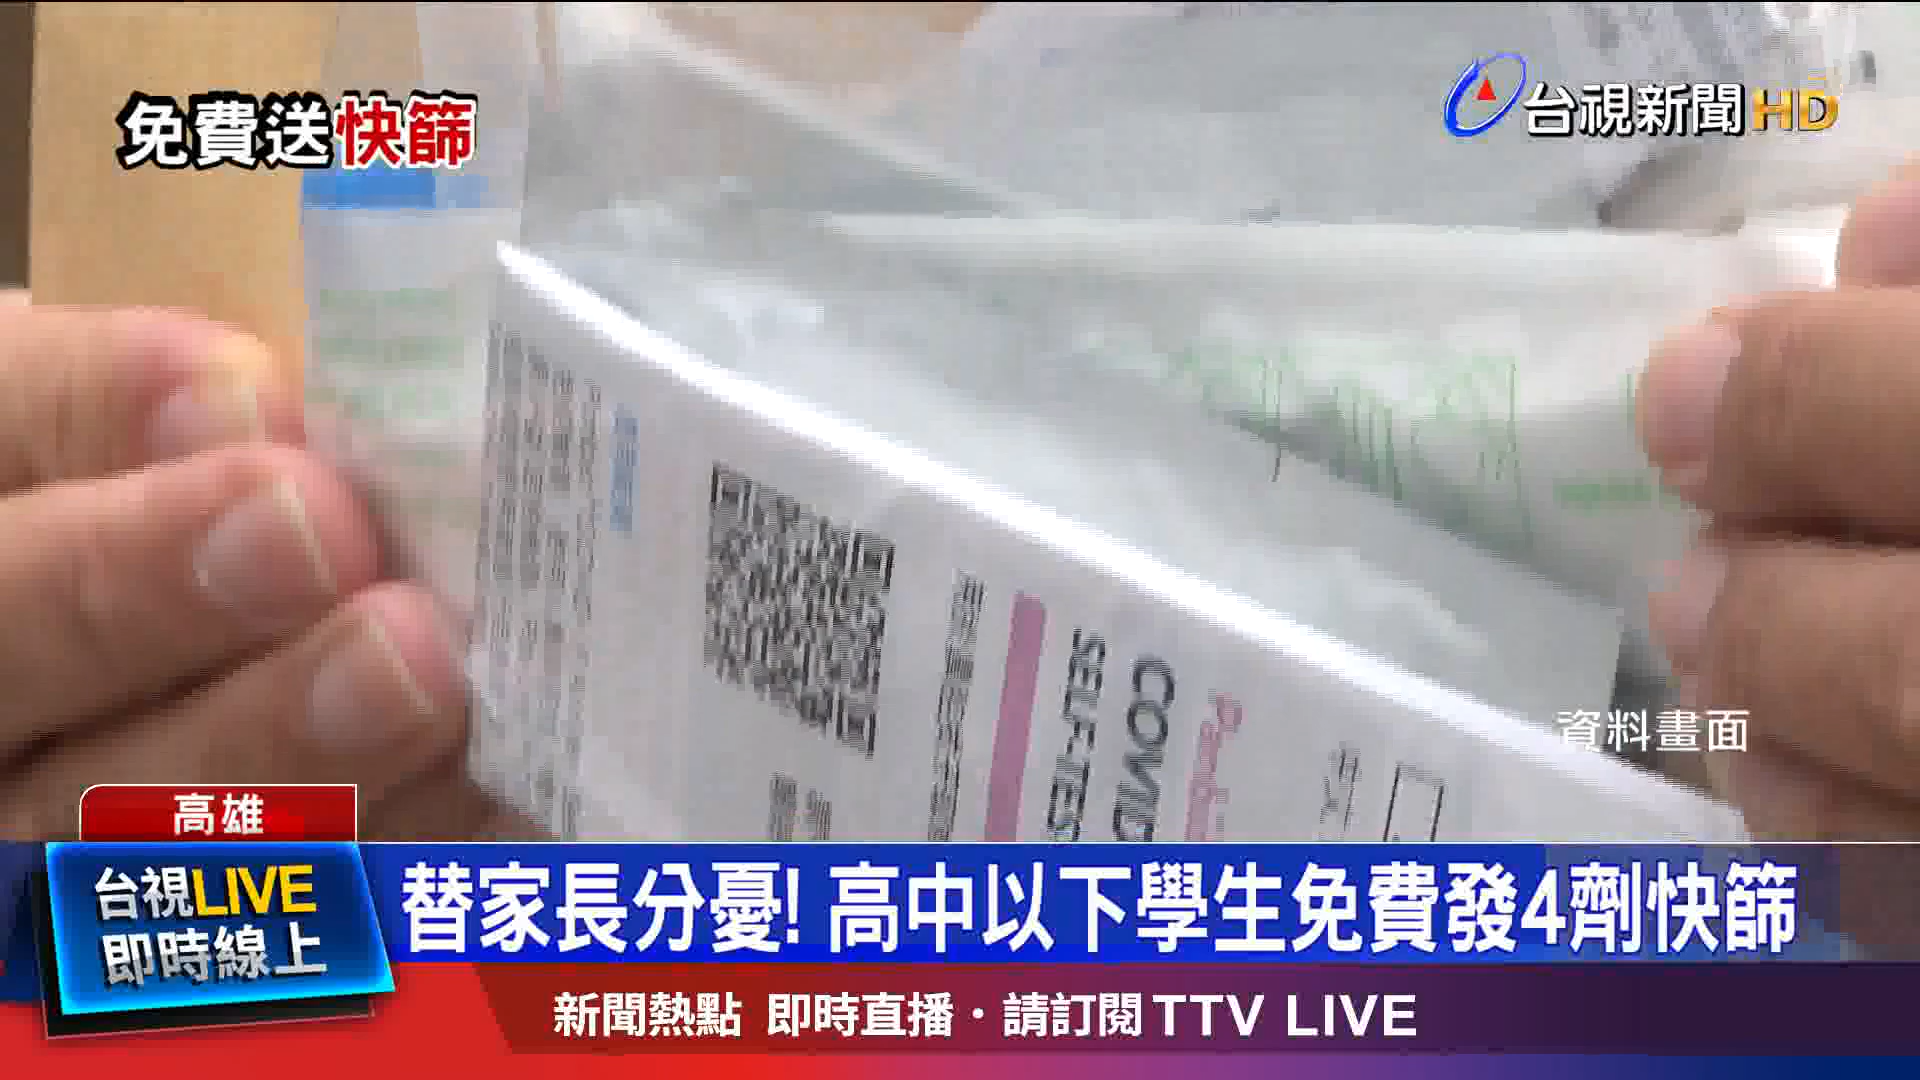 免費送快篩
台視新聞HD
COVID
資料畫面
高雄
台視LIVE
即時線上
替家長分憂! 高中以下學生免費發4劑快篩
新聞熱點 即時直播・請訂閱TTV LIVE